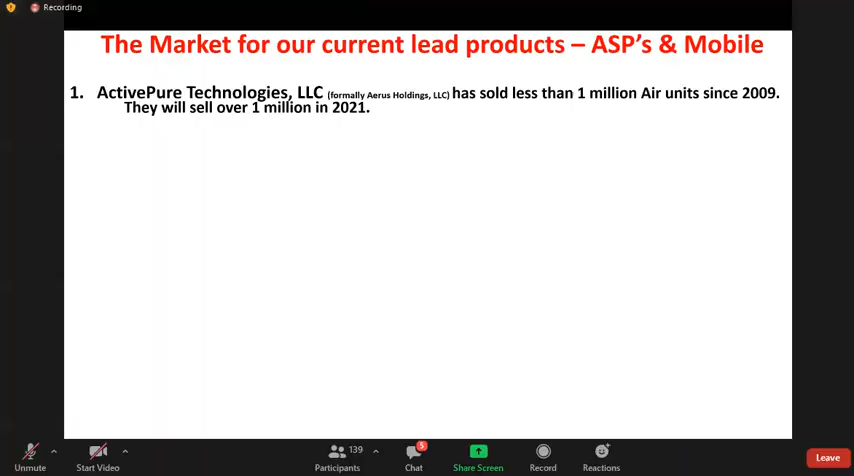 Recording
The Market for our current lead products – ASP's & Mobile
1. ActivePure Technologies, LLC (formally Aerus Holdings, LLC) has sold less than 1 million Air units since 2009.
They will sell over 1 million in 2021.
139
5
Unmute
Start Video
Participants
Chat
Share Screen
Record
Reactions
Leave